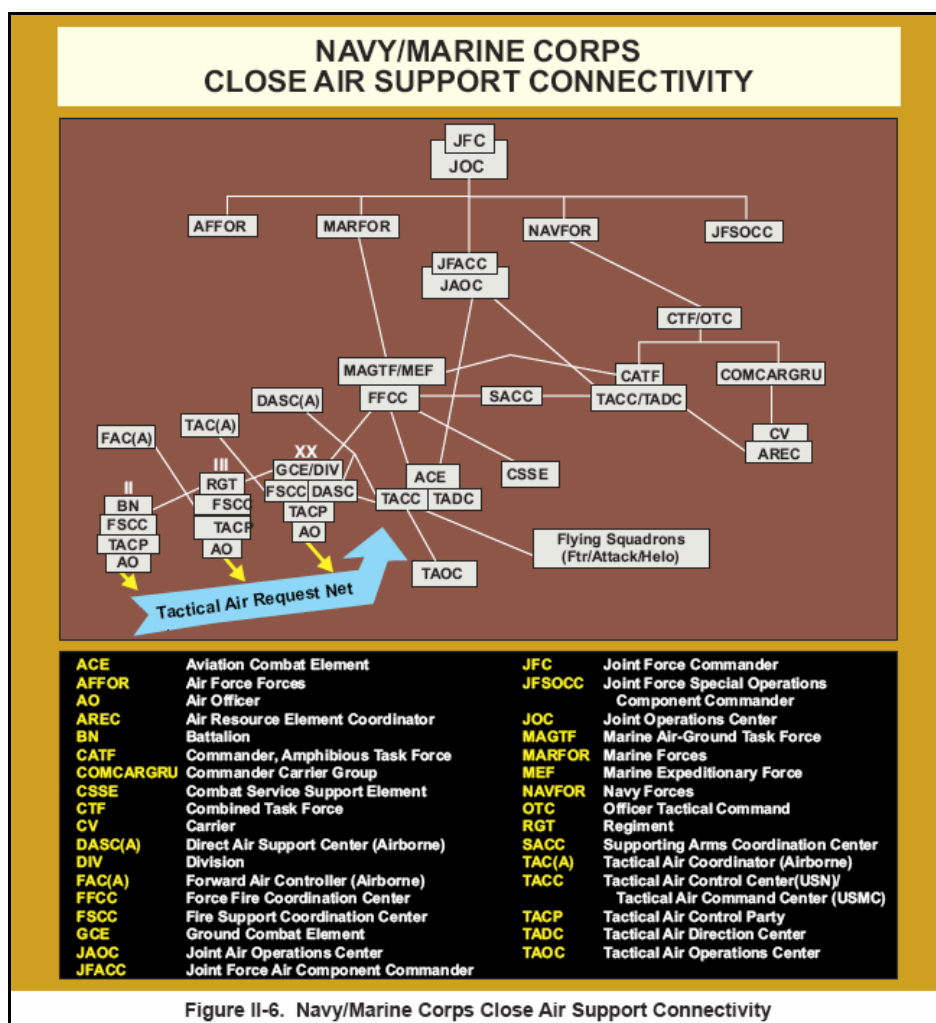 NAVY/MARINE CORPS
CLOSE AIR SUPPORT CONNECTIVITY
JFC
JOC
AFFOR
MARFOR
NAVFOR
JFSOCC
JFACC
JAOC
CTF/OTC
MAGTF/MEF
FFCC
SACC
CATF
TACC/TADC
COMCARGRU
DASC(A)
TAC(A)
FAC(A)
CV
AREC
XX
GCE/DIV
FSCC
DASC
TACP
AO
III
RGT
FSCC
TACP
AO
II
BN
FSCC
TACP
AO
ACE
TACC
TADC
CSSE
Flying Squadrons
(Ftr/Attack/Helo)
TAOC
Tactical Air Request Net
ACE Aviation Combat Element
AFFOR Air Force Forces
AO Air Officer
AREC Air Resource Element Coordinator
BN Battalion
CATF Commander, Amphibious Task Force
COMCARGRU Commander Carrier Group
CSSE Combat Service Support Element
CTF Combined Task Force
CV Carrier
DASC(A) Direct Air Support Center (Airborne)
DIV Division
FAC(A) Forward Air Controller (Airborne)
FFCC Force Fire Coordination Center
FSCC Fire Support Coordination Center
GCE Ground Combat Element
JAOC Joint Air Operations Center
JFACC Joint Force Air Component Commander
JFC Joint Force Commander
JFSOCC Joint Force Special Operations
Component Commander
JOC Joint Operations Center
MAGTF Marine Air-Ground Task Force
MARFOR Marine Forces
MEF Marine Expeditionary Force
NAVFOR Navy Forces
OTC Officer Tactical Command
RGT Regiment
SACC Supporting Arms Coordination Center
TAC(A) Tactical Air Coordinator (Airborne)
TACC Tactical Air Control Center(USN)/
Tactical Air Command Center (USMC)
TACP Tactical Air Control Party
TADC Tactical Air Direction Center
TAOC Tactical Air Operations Center
Figure II-6. Navy/Marine Corps Close Air Support Connectivity